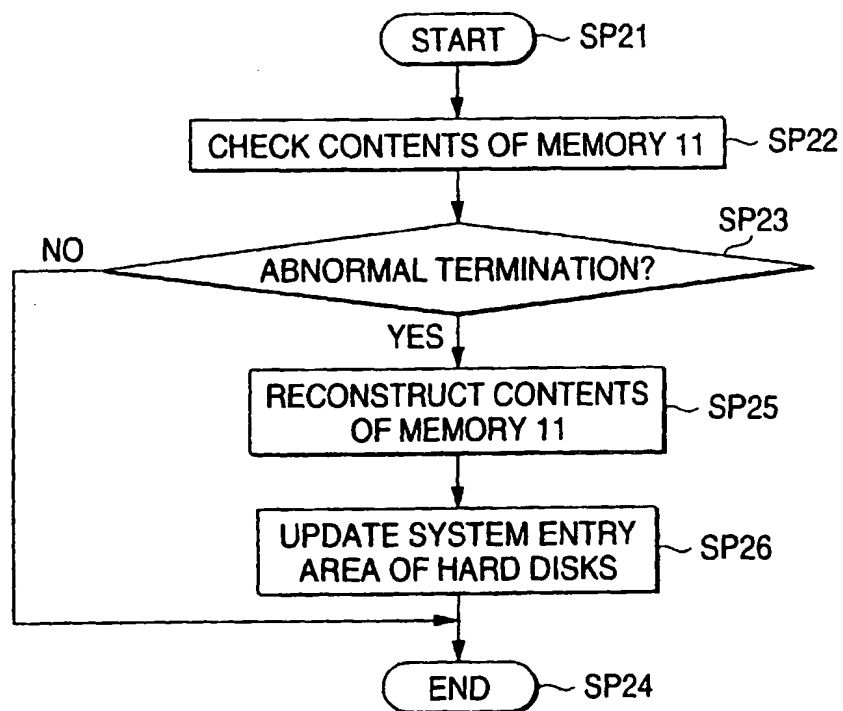 START
SP21
CHECK CONTENTS OF MEMORY 11
SP22
SP23
NO
ABNORMAL TERMINATION?
YES
RECONSTRUCT CONTENTS
OF MEMORY 11
SP25
UPDATE SYSTEM ENTRY
AREA OF HARD DISKS
SP26
END
SP24